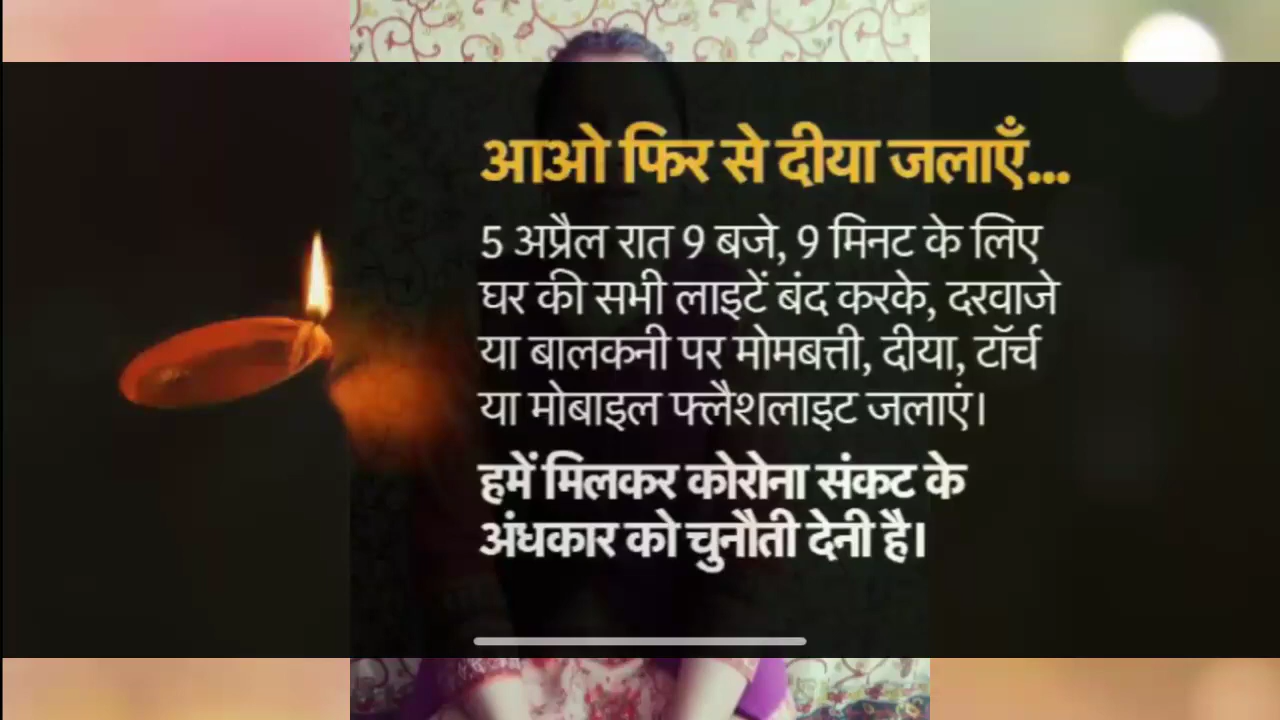 आओ फिर से दीया जलाएँ...
5 अप्रैल रात 9 बजे, 9 मिनट के लिए
घर की सभी लाइटें बंद करके, दरवाजे
या बालकनी पर मोमबत्ती, दीया, टॉर्च
या मोबाइल फ्लैशलाइट जलाएं।
हमें मिलकर कोरोना संकट के
अंधकार को चुनौती देनी है।